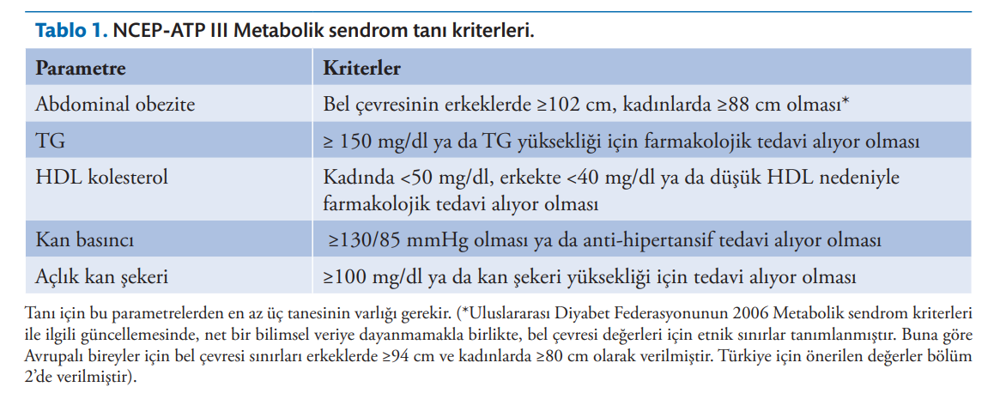 Tablo 1. NCEP-ATP III Metabolik sendrom tanı kriterleri.
Parametre Kriterler
Abdominal obezite Bel çevresinin erkeklerde ≥102 cm, kadınlarda ≥88 cm olması*
TG ≥ 150 mg/dl ya da TG yüksekliği için farmakolojik tedavi alıyor olması
HDL kolesterol Kadında <50 mg/dl, erkekte <40 mg/dl ya da düşük HDL nedeniyle
farmakolojik tedavi alıyor olması
Kan basıncı ≥130/85 mmHg olması ya da anti-hipertansif tedavi alıyor olması
Açlık kan şekeri ≥100 mg/dl ya da kan şekeri yüksekliği için tedavi alıyor olması
Tanı için bu parametrelerden en az üç tanesinin varlığı gerekir. (*Uluslararası Diyabet Federasyonunun 2006 Metabolik sendrom kriterleri
ile ilgili güncellemesinde, net bir bilimsel veriye dayanmamakla birlikte, bel çevresi değerleri için etnik sınırlar tanımlanmıştır. Buna göre
Avrupalı bireyler için bel çevresi sınırları erkeklerde ≥94 cm ve kadınlarda ≥80 cm olarak verilmiştir. Türkiye için önerilen değerler bölüm
2’de verilmiştir).